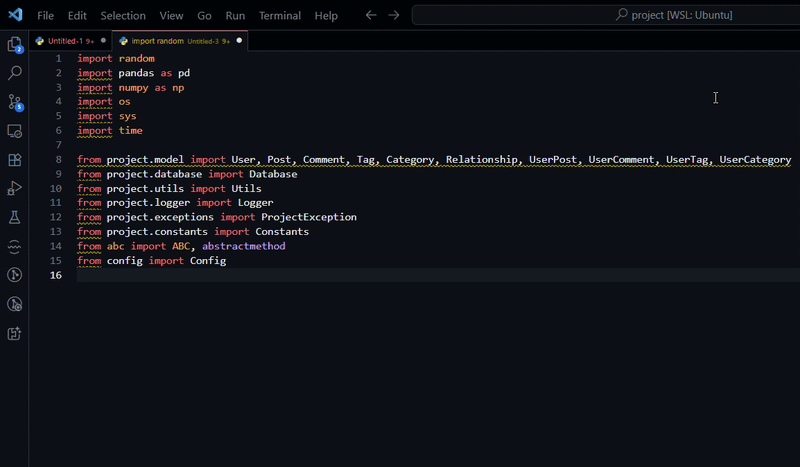 File Edit Selection View Go Run Terminal Help project [WSL: Ubuntu]
Untitled-1 9+ import random Untitled-3 9+
1 import random
2 import pandas as pd
3 import numpy as np
4 import os
5 import sys
6 import time
7
8 from project.model import User, Post, Comment, Tag, Category, Relationship, UserPost, UserComment, UserTag, UserCategory
9 from project.database import Database
10 from project.utils import Utils
11 from project.logger import Logger
12 from project.exceptions import ProjectException
13 from project.constants import Constants
14 from abc import ABC, abstractmethod
15 from config import Config
16
2
5